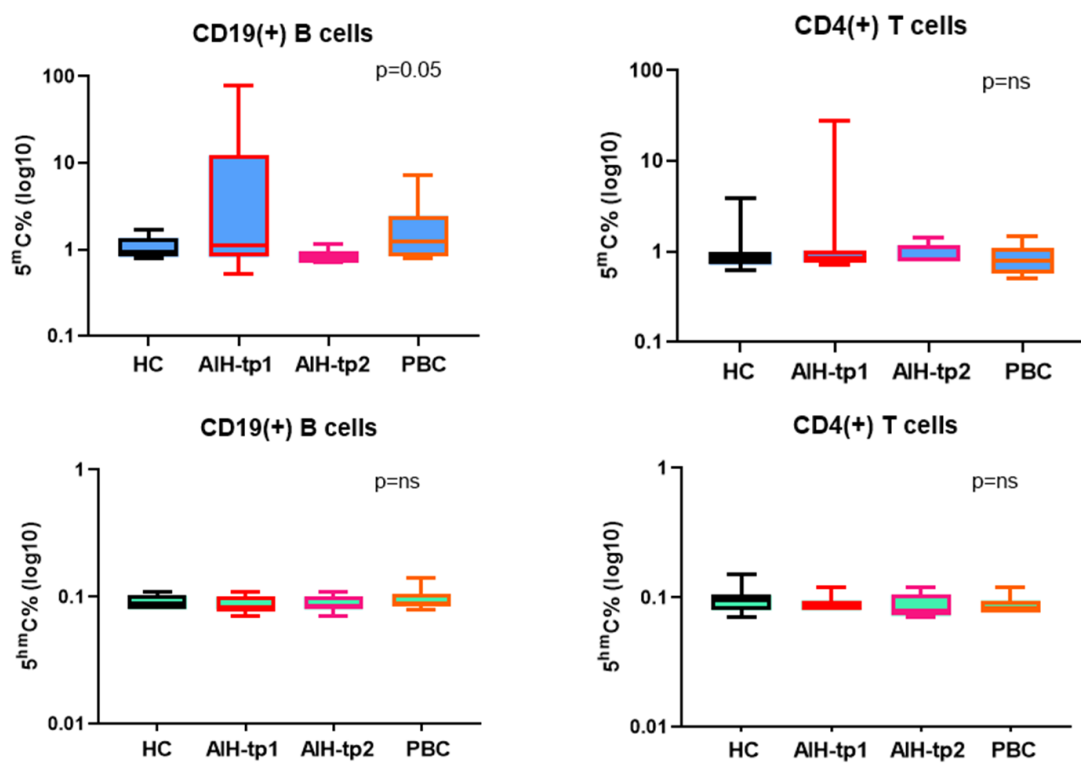 CD19(+) B cells
p=0.05
5mC% (log10)
100
10
1
0.1
HC AIH-tp1 AIH-tp2 PBC
CD4(+) T cells
p=ns
5mC% (log10)
100
10
1
0.1
HC AIH-tp1 AIH-tp2 PBC
CD19(+) B cells
p=ns
5hmC% (log10)
1
0.1
0.01
HC AIH-tp1 AIH-tp2 PBC
CD4(+) T cells
p=ns
5hmC% (log10)
1
0.1
0.01
HC AIH-tp1 AIH-tp2 PBC